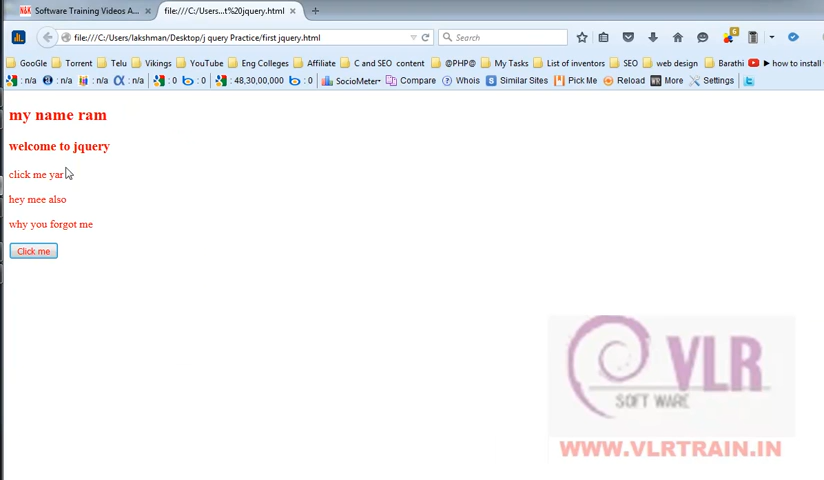 Software Training Videos A...
file:///C:/Users...t%20jquery.html
file:///C:/Users/lakshman/Desktop/j query Practice/first jquery.html
Search
6
GooGle Torrent Telu Vikings YouTube Eng Colleges Affiliate C and SEO content @PHP@ My Tasks List of inventors SEO web design Barathi how to install
: n/a : n/a : n/a : n/a : 0 : 0 : 48,30,00,000 : 0 SocioMeter Compare Whois Similar Sites Pick Me Reload More Settings
my name ram
welcome to jquery
click me yar
hey mee also
why you forgot me
Click me
VLR
SOFT WARE
WWW.VLRTRAIN.IN